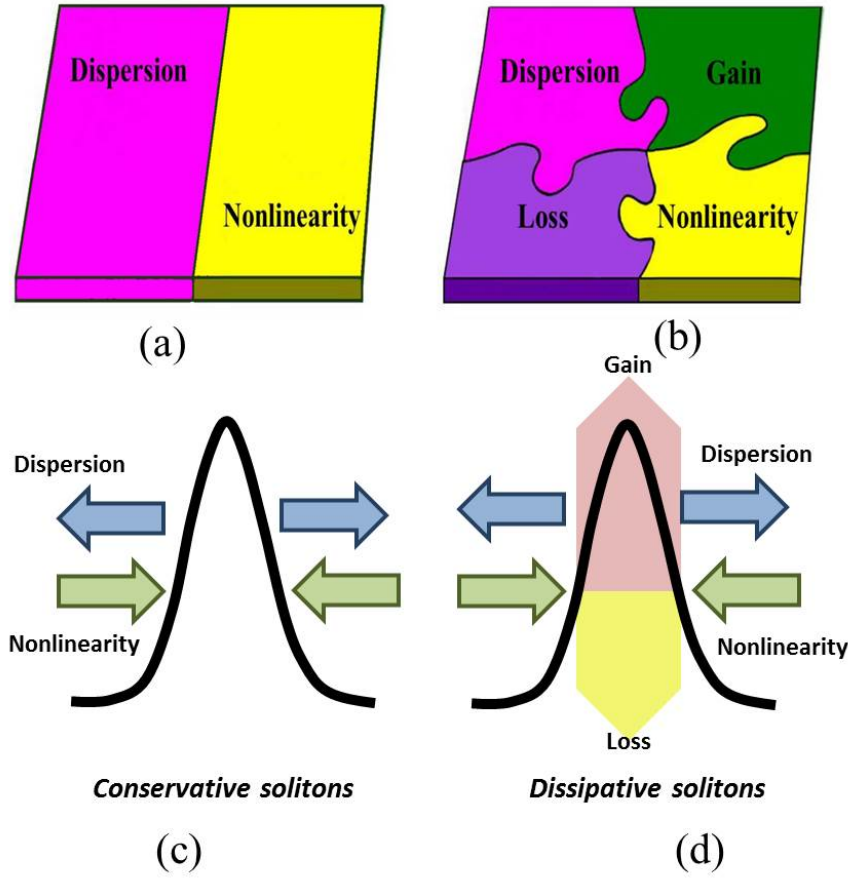 Dispersion
Nonlinearity
(a)
Dispersion
Gain
Loss
Nonlinearity
(b)
Dispersion
Nonlinearity
Conservative solitons
(c)
Gain
Dispersion
Nonlinearity
Loss
Dissipative solitons
(d)